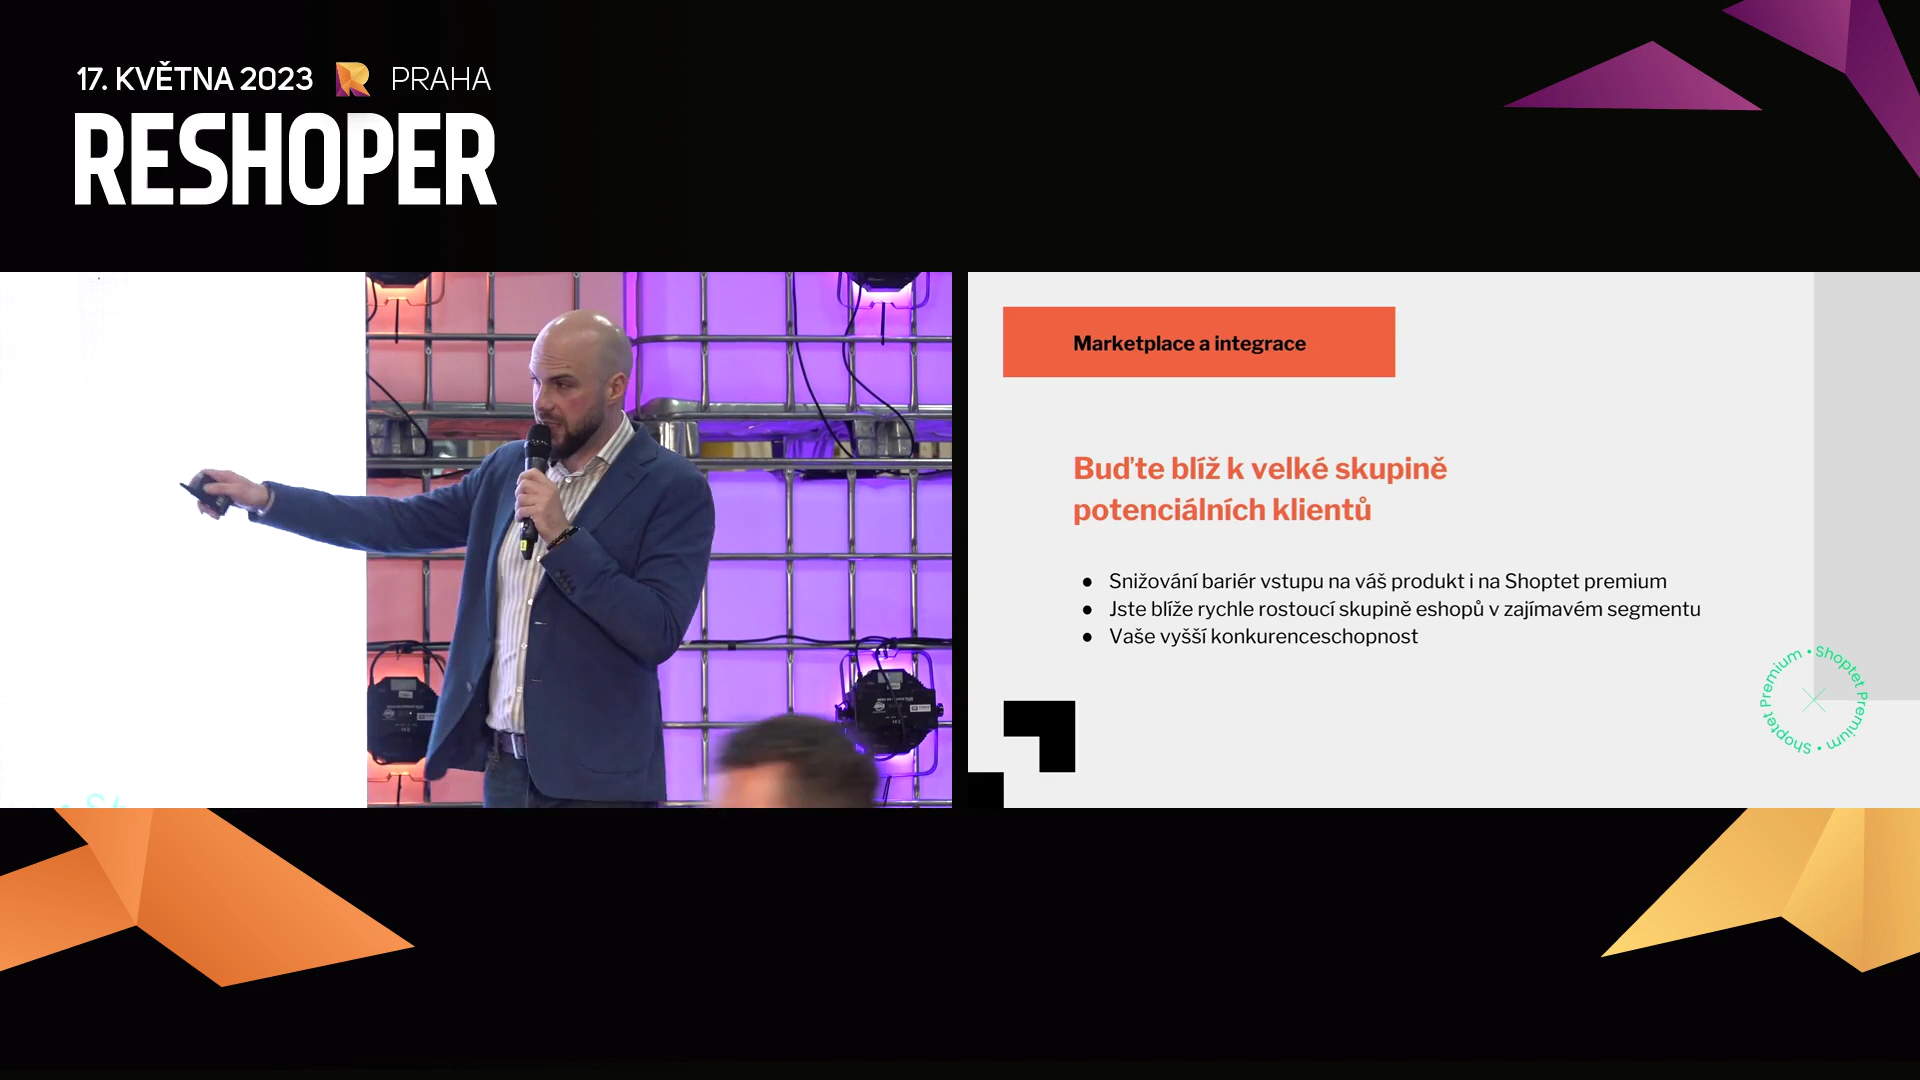 17. KVĚTNA 2023 PRAHA
RESHOPER
Marketplace a integrace
Buďte blíž k velké skupině
potenciálních klientů
● Snižování bariér vstupu na váš produkt i na Shoptet premium
● Jste blíže rychle rostoucí skupině eshopů v zajímavém segmentu
● Vaše vyšší konkurenceschopnost
Shoptet Premium • Shoptet Premium •